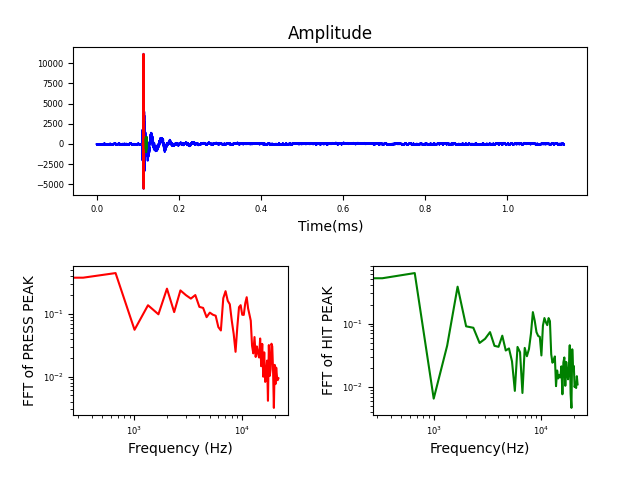 Amplitude
10000
7500
5000
2500
0
−2500
−5000
0.0 0.2 0.4 0.6 0.8 1.0
Time(ms)
FFT of PRESS PEAK
10⁻¹
10⁻²
10³ 10⁴
Frequency (Hz)
FFT of HIT PEAK
10⁻¹
10⁻²
10³ 10⁴
Frequency(Hz)